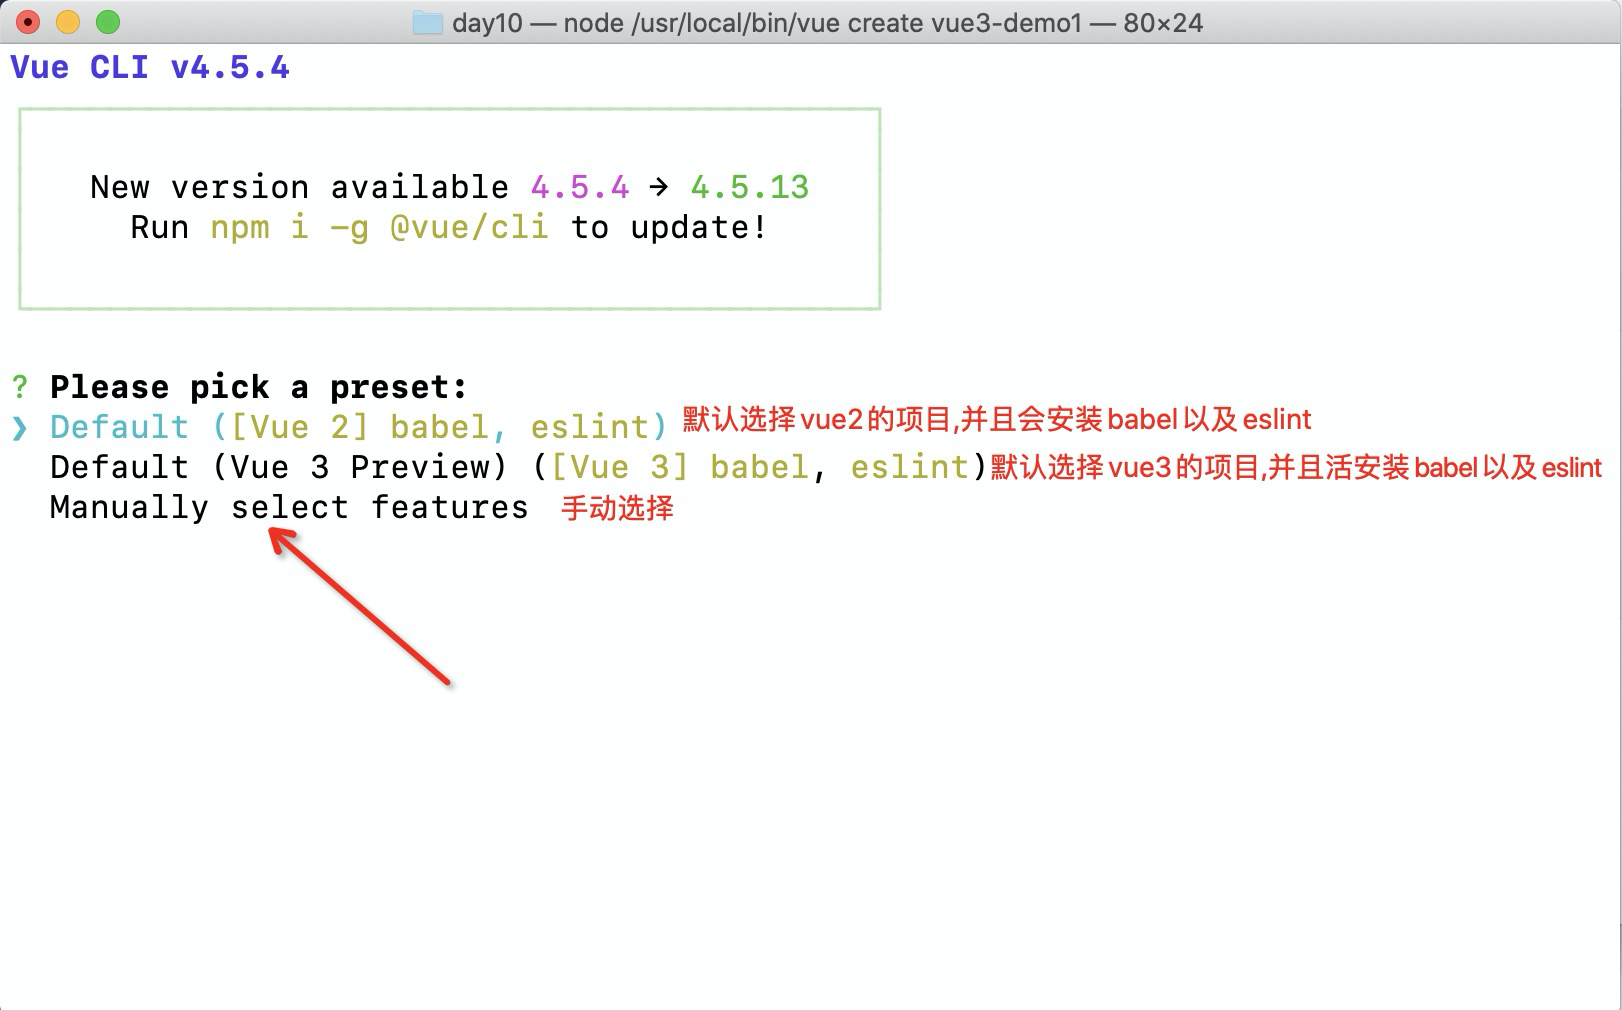 day10 — node /usr/local/bin/vue create vue3-demo1 — 80×24
Vue CLI v4.5.4
New version available 4.5.4 → 4.5.13
Run npm i -g @vue/cli to update!
? Please pick a preset:
❯ Default ([Vue 2] babel, eslint) 默认选择vue2的项目,并且会安装babel以及eslint
Default (Vue 3 Preview) ([Vue 3] babel, eslint)默认选择vue3的项目,并且活安装babel以及eslint
Manually select features 手动选择